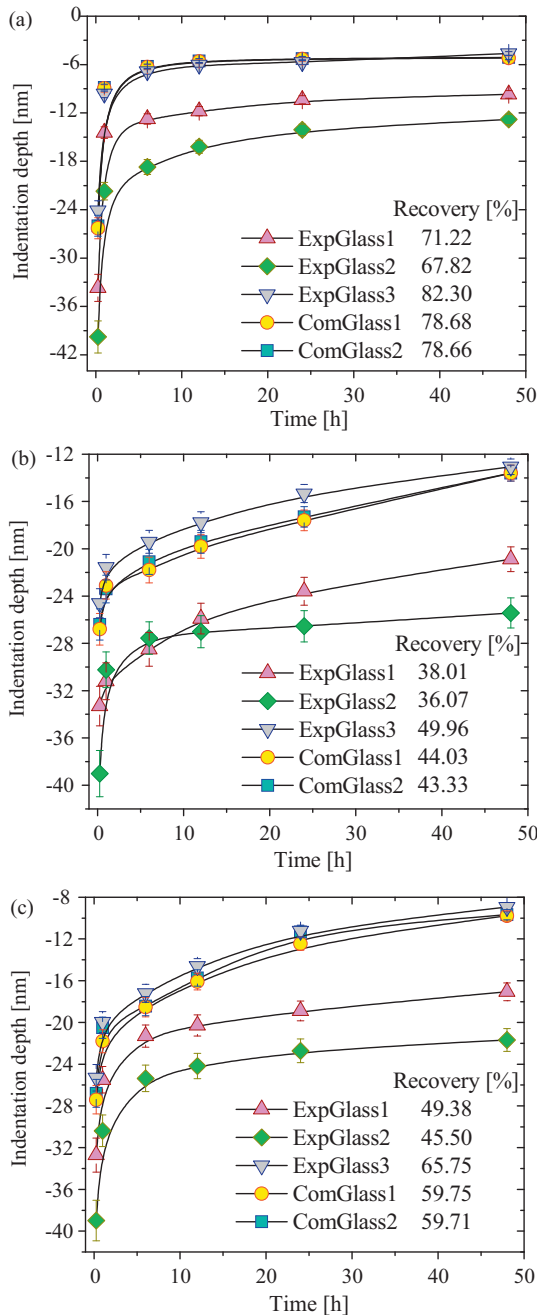 (a)
0
-6
-12
-18
-24
-30
-36
-42
Indentation depth [nm]
Recovery [%]
ExpGlass1 71.22
ExpGlass2 67.82
ExpGlass3 82.30
ComGlass1 78.68
ComGlass2 78.66
0 10 20 30 40 50
Time [h]
(b)
-12
-16
-20
-24
-28
-32
-36
-40
Indentation depth [nm]
Recovery [%]
ExpGlass1 38.01
ExpGlass2 36.07
ExpGlass3 49.96
ComGlass1 44.03
ComGlass2 43.33
0 10 20 30 40 50
Time [h]
(c)
-8
-12
-16
-20
-24
-28
-32
-36
-40
Indentation depth [nm]
Recovery [%]
ExpGlass1 49.38
ExpGlass2 45.50
ExpGlass3 65.75
ComGlass1 59.75
ComGlass2 59.71
0 10 20 30 40 50
Time [h]